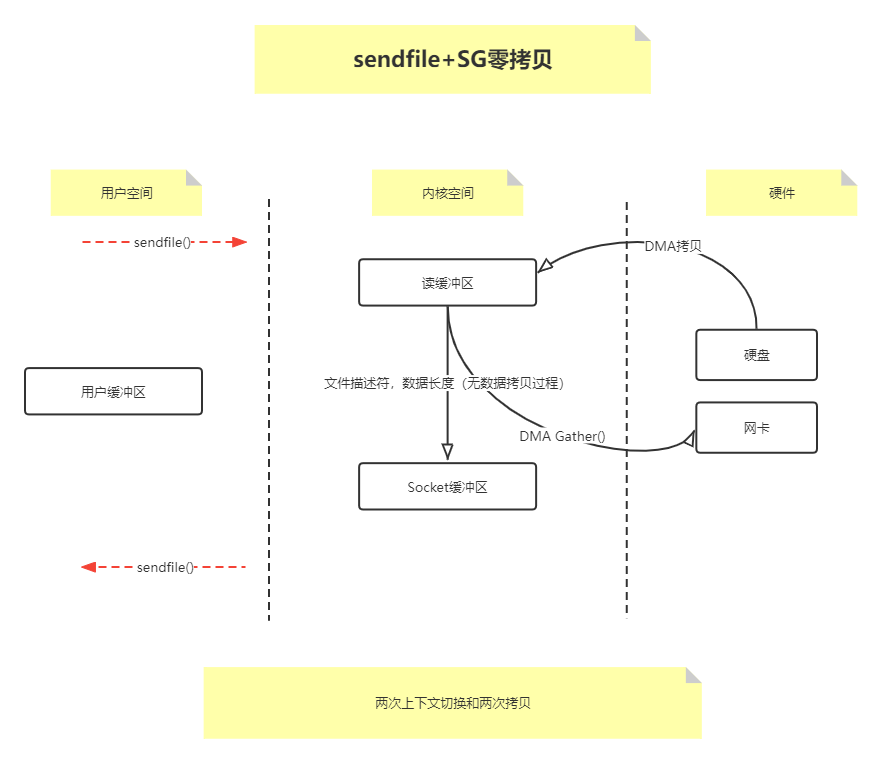 sendfile+SG零拷贝
用户空间
内核空间
硬件
sendfile()
DMA拷贝
读缓冲区
硬盘
文件描述符，数据长度（无数据拷贝过程）
用户缓冲区
网卡
DMA Gather()
Socket缓冲区
sendfile()
两次上下文切换和两次拷贝